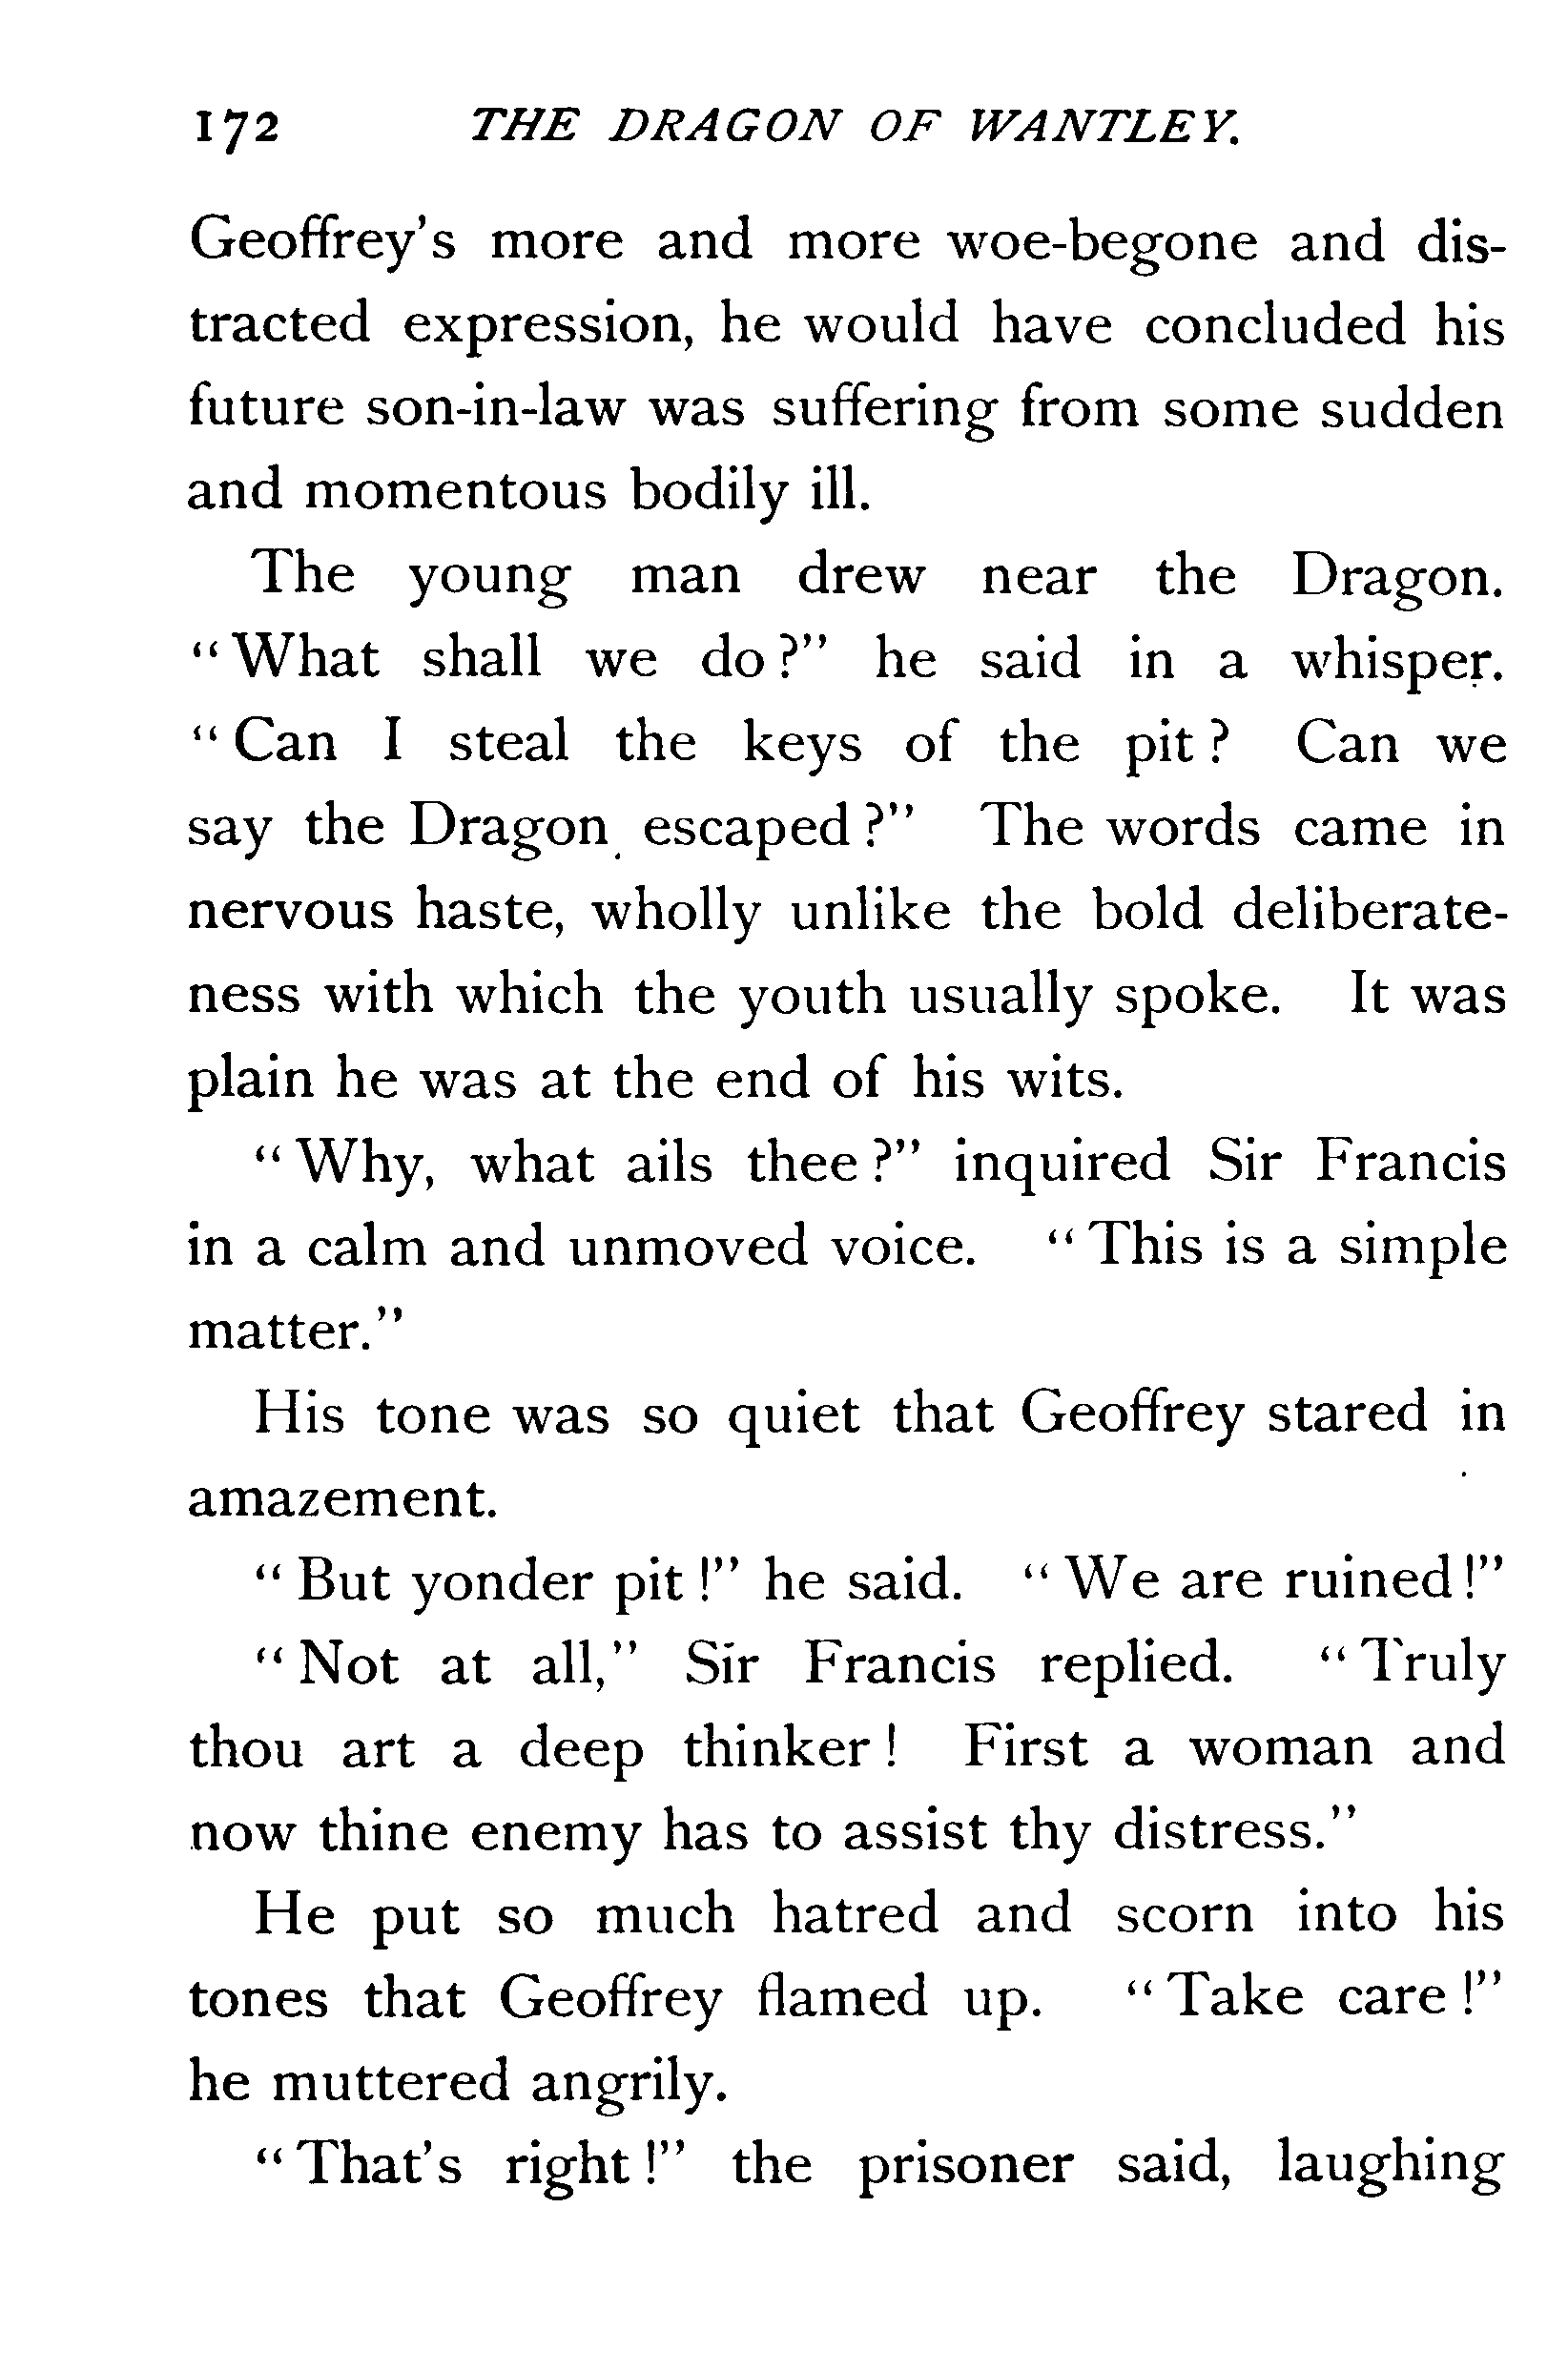 172 THE DRAGON OF WANTLEY.
Geoffrey's more and more woe-begone and dis-
tracted expression, he would have concluded his
future son-in-law was suffering from some sudden
and momentous bodily ill.
The young man drew near the Dragon.
"What shall we do?" he said in a whisper.
"Can I steal the keys of the pit? Can we
say the Dragon escaped?" The words came in
nervous haste, wholly unlike the bold deliberate-
ness with which the youth usually spoke. It was
plain he was at the end of his wits.
"Why, what ails thee?" inquired Sir Francis
in a calm and unmoved voice. "This is a simple
matter."
His tone was so quiet that Geoffrey stared in
amazement.
"But yonder pit!" he said. "We are ruined!"
"Not at all," Sir Francis replied. "Truly
thou art a deep thinker! First a woman and
now thine enemy has to assist thy distress."
He put so much hatred and scorn into his
tones that Geoffrey flamed up. "Take care!"
he muttered angrily.
"That's right!" the prisoner said, laughing